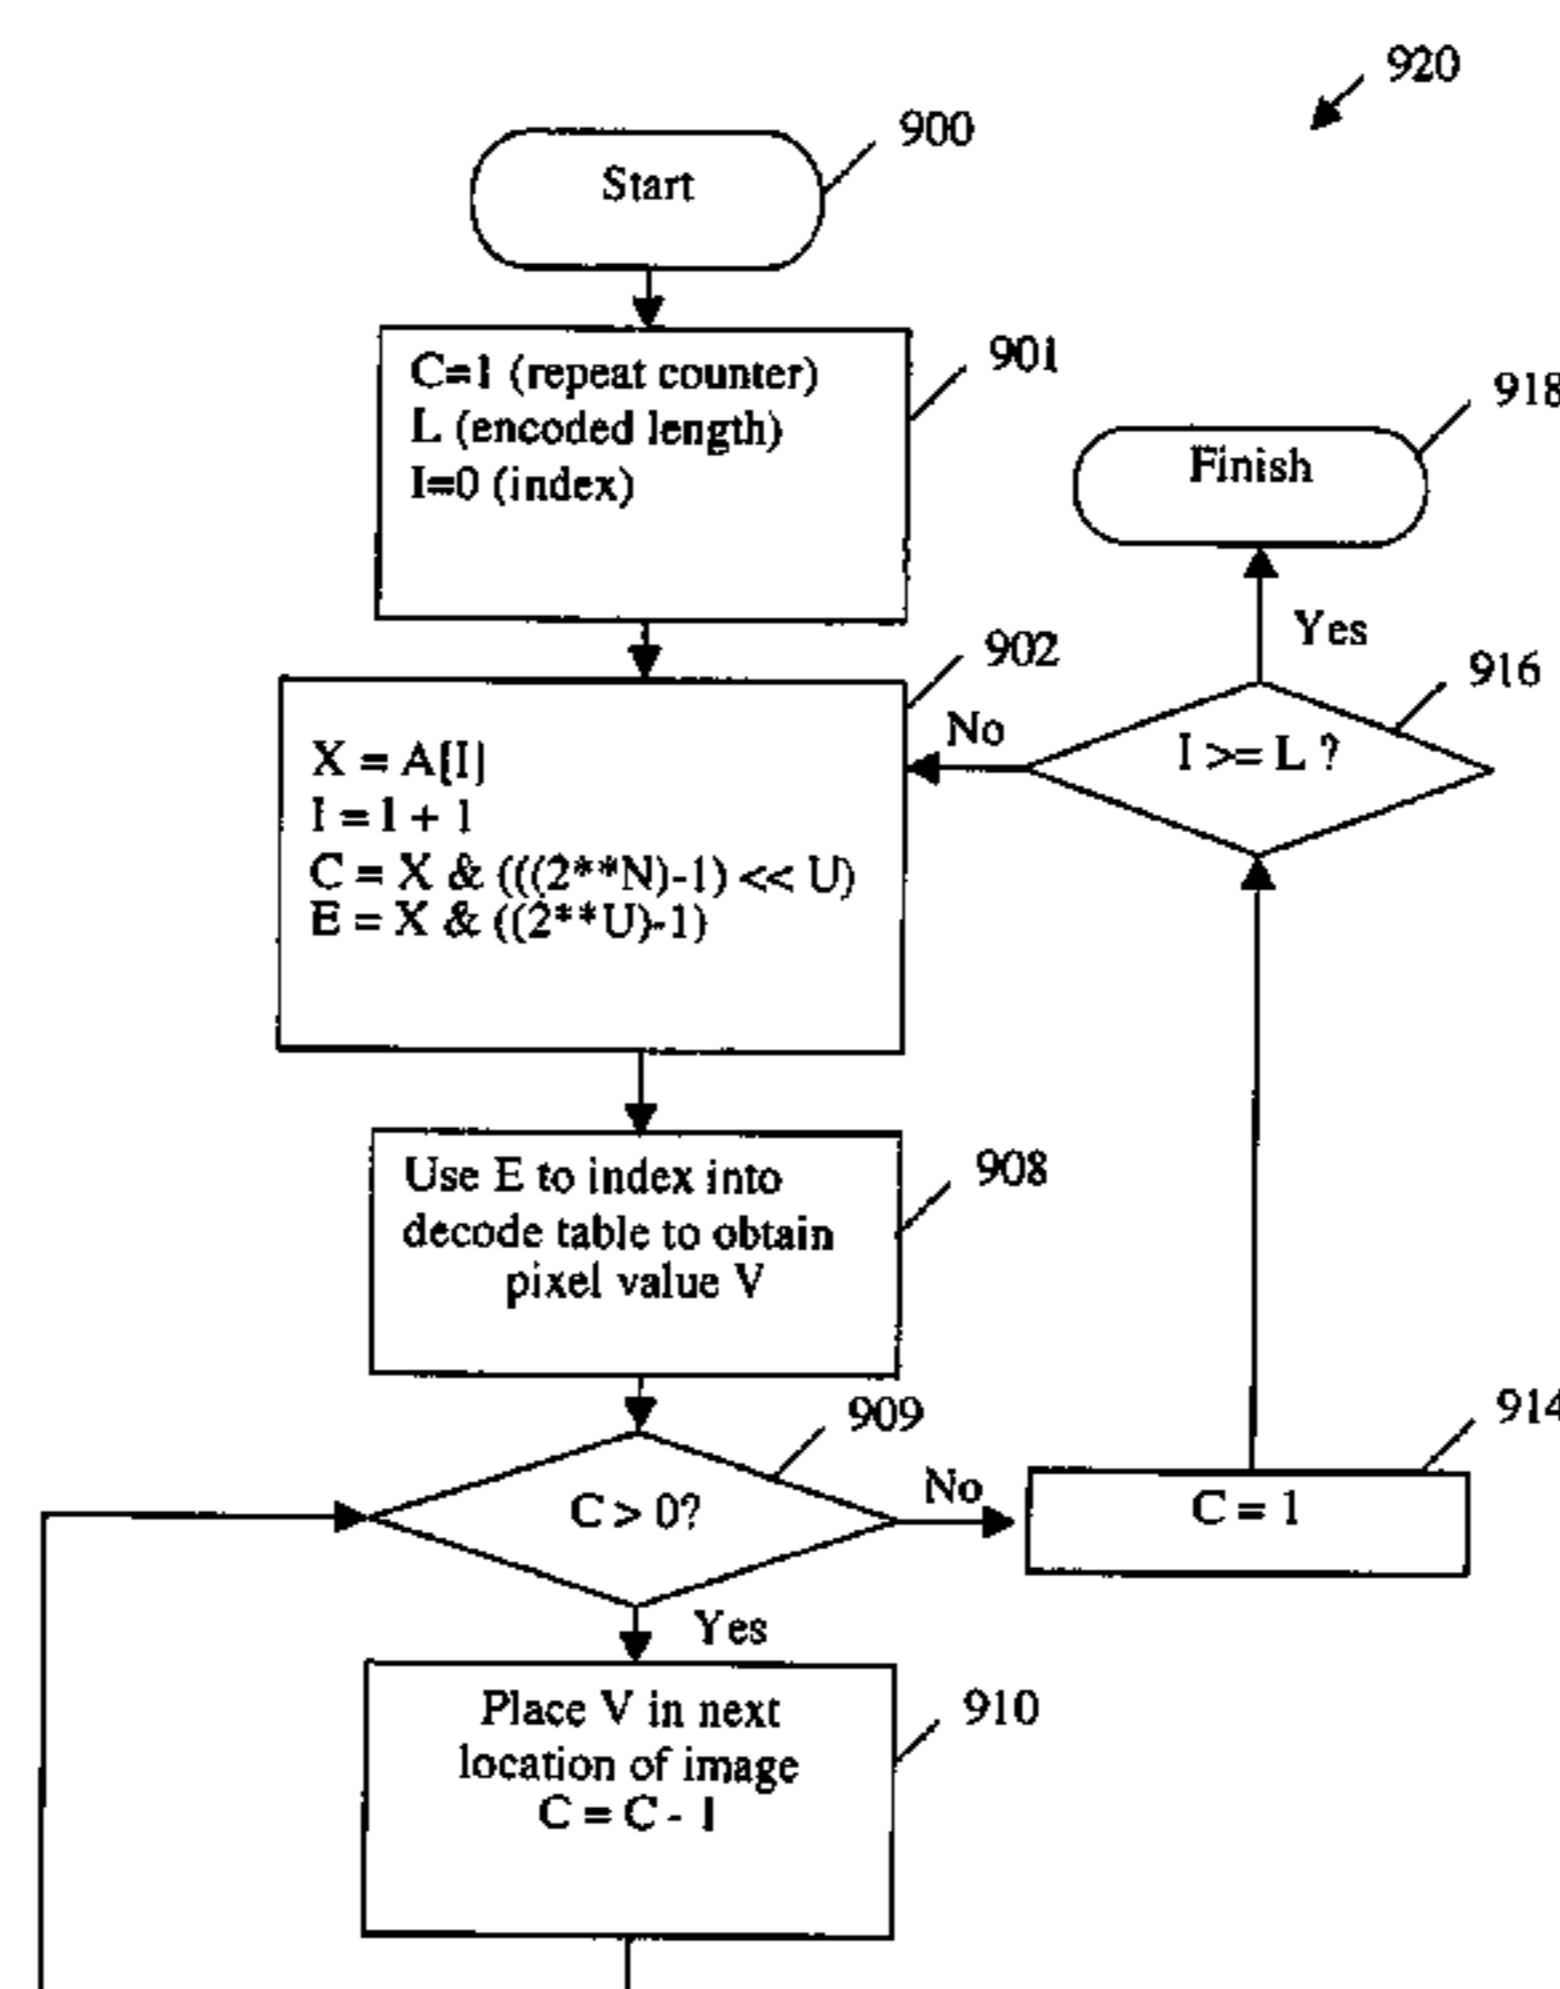 920
900
Start
901
C=1 (repeat counter)
L (encoded length)
I=0 (index)
918
Finish
Yes
902
916
No
X = A[I]
I = 1 + 1
C = X & (((2**N)-1) << U)
E = X & ((2**U)-1)
I >= L ?
908
Use E to index into
decode table to obtain
pixel value V
909
C > 0?
No
914
C = 1
Yes
910
Place V in next
location of image
C = C - 1